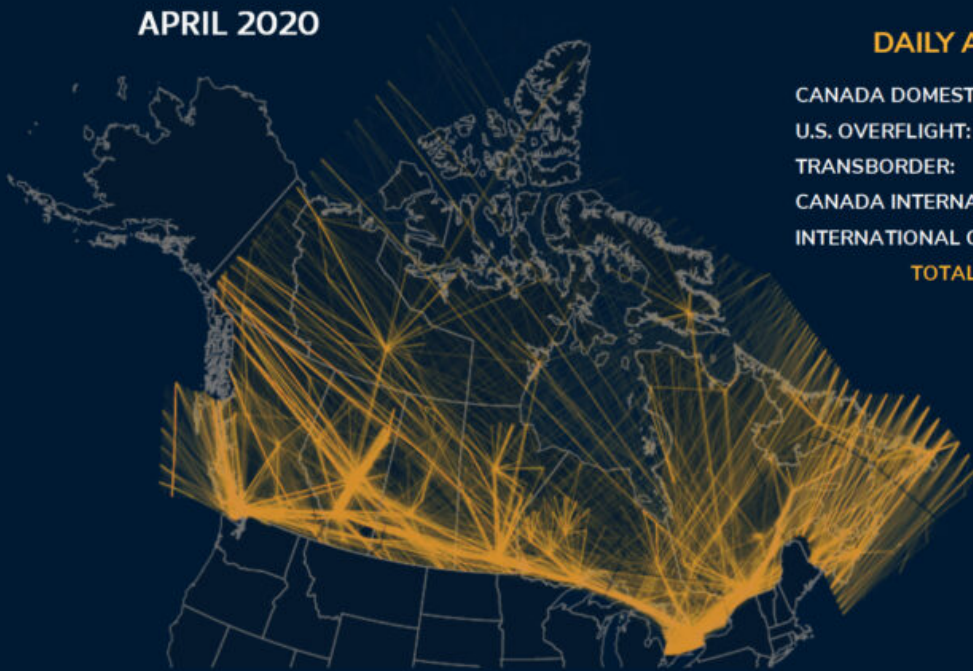 APRIL 2020
DAILY A
CANADA DOMEST
U.S. OVERFLIGHT:
TRANSBORDER:
CANADA INTERNA
INTERNATIONAL O
TOTAL